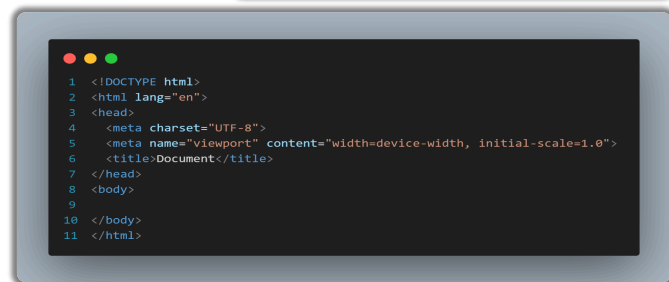 1 <!DOCTYPE html>
2 <html lang="en">
3 <head>
4   <meta charset="UTF-8">
5   <meta name="viewport" content="width=device-width, initial-scale=1.0">
6   <title>Document</title>
7 </head>
8 <body>
9
10 </body>
11 </html>